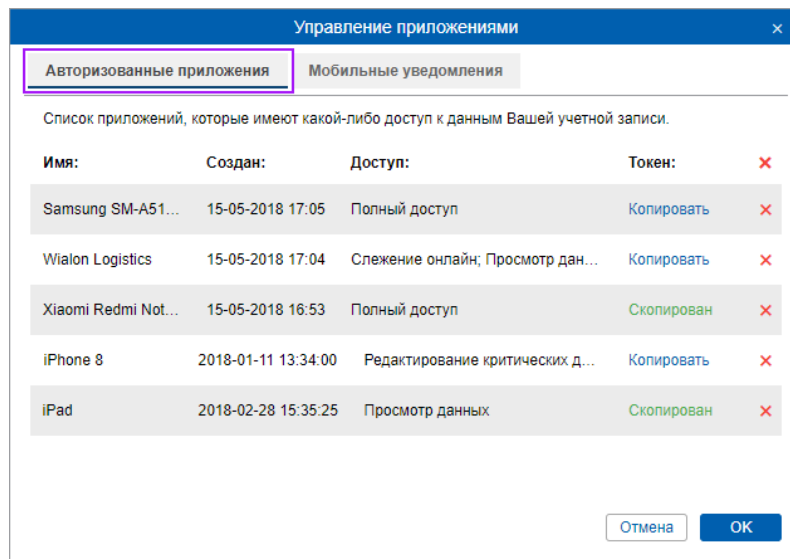 Управление приложениями
Авторизованные приложения Мобильные уведомления
Список приложений, которые имеют какой-либо доступ к данным Вашей учетной записи.
Имя: Создан: Доступ: Токен:
Samsung SM-A51... 15-05-2018 17:05 Полный доступ Копировать
Wialon Logistics 15-05-2018 17:04 Слежение онлайн; Просмотр дан... Копировать
Xiaomi Redmi Not... 15-05-2018 16:53 Полный доступ Скопирован
iPhone 8 2018-01-11 13:34:00 Редактирование критических д... Копировать
iPad 2018-02-28 15:35:25 Просмотр данных Скопирован
Отмена OK